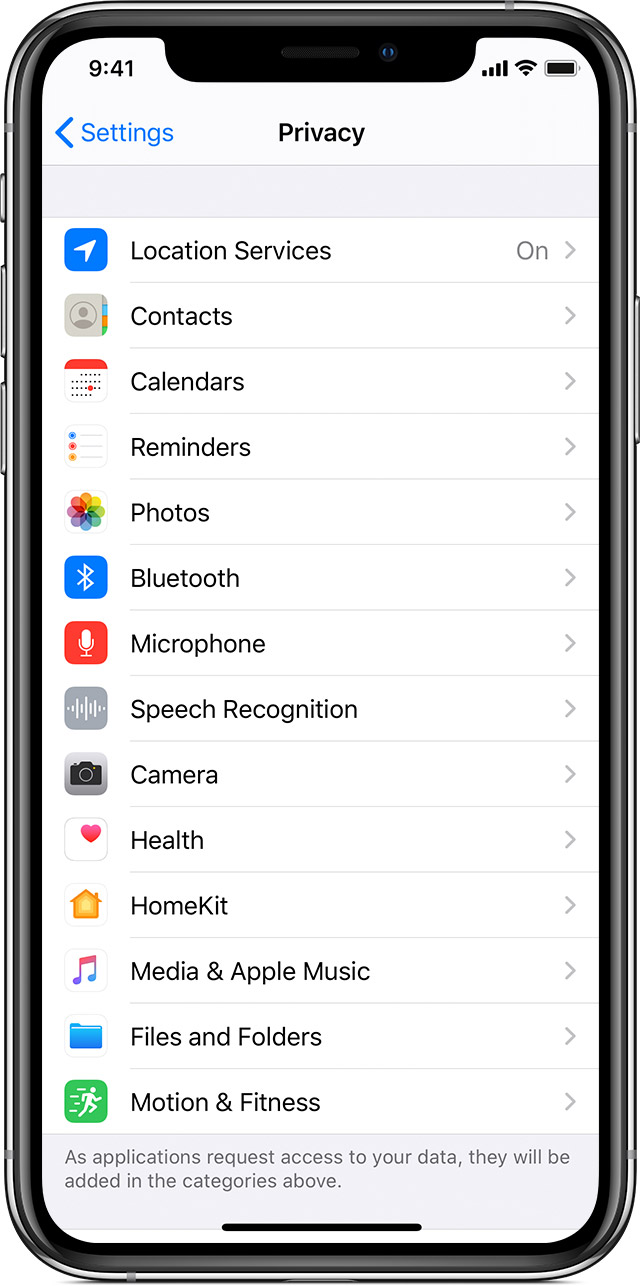 9:41
Settings
Privacy
Location Services On
Contacts
Calendars
Reminders
Photos
Bluetooth
Microphone
Speech Recognition
Camera
Health
HomeKit
Media & Apple Music
Files and Folders
Motion & Fitness
As applications request access to your data, they will be
added in the categories above.